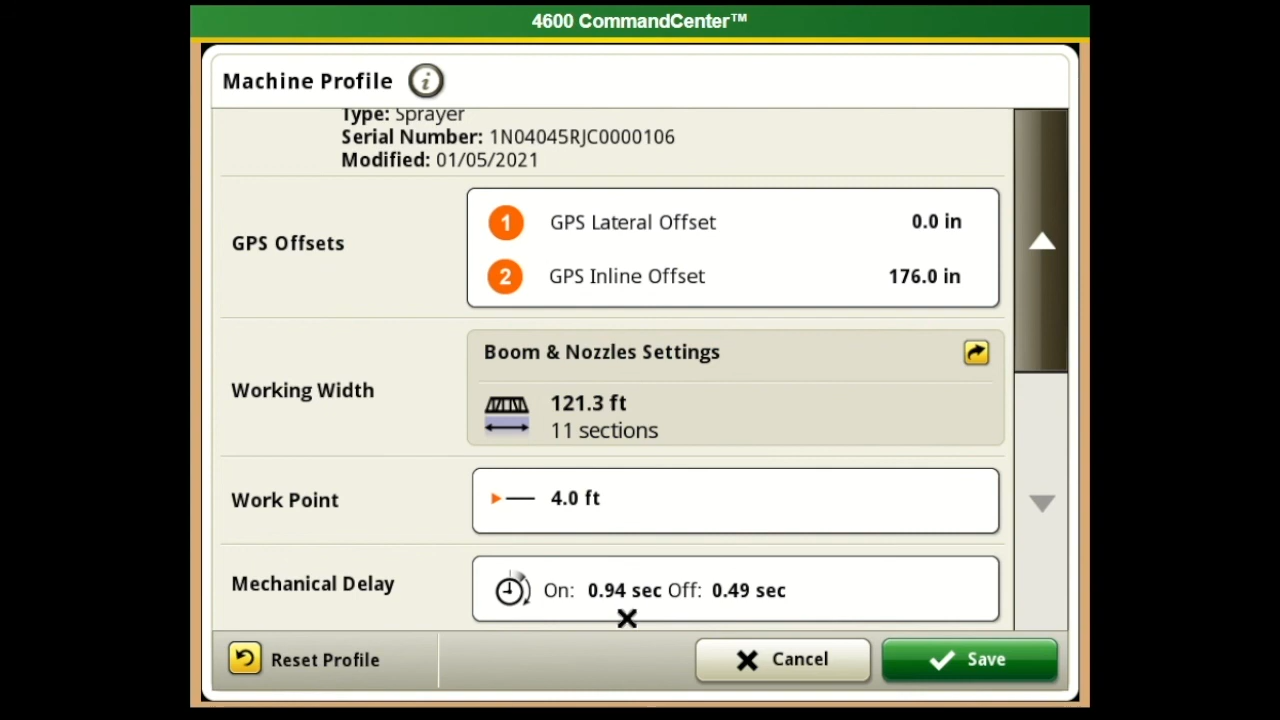 4600 CommandCenter™
Machine Profile i
Type: Sprayer
Serial Number: 1N04045RJC0000106
Modified: 01/05/2021
GPS Offsets
1 GPS Lateral Offset 0.0 in
2 GPS Inline Offset 176.0 in
Working Width
Boom & Nozzles Settings
121.3 ft
11 sections
Work Point 4.0 ft
Mechanical Delay On: 0.94 sec Off: 0.49 sec
Reset Profile Cancel Save